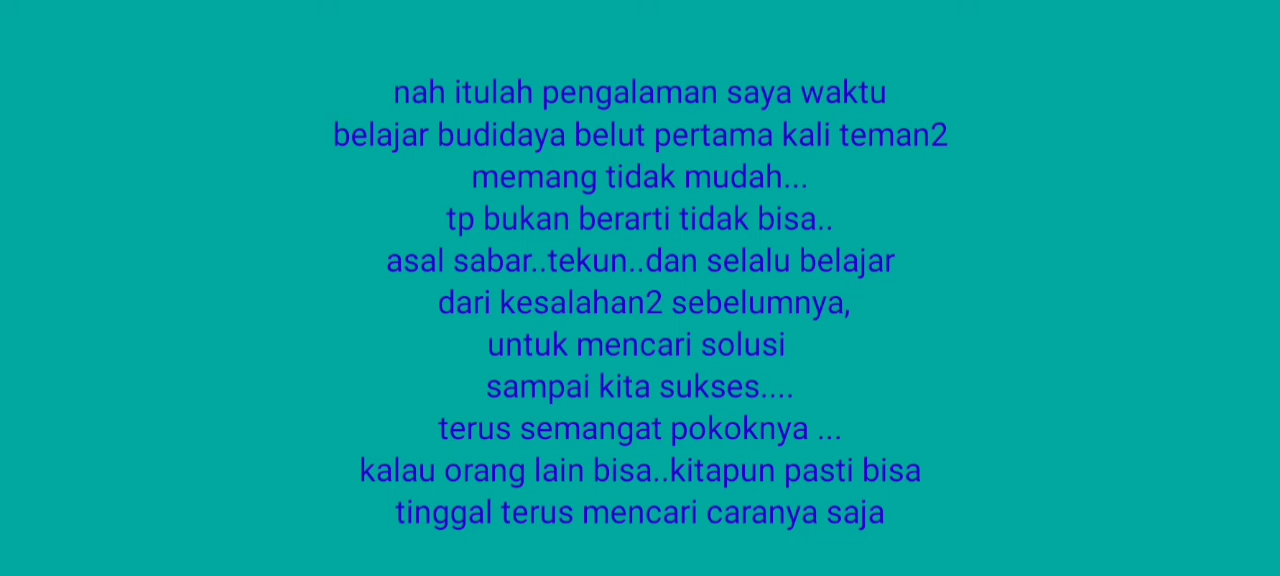 nah itulah pengalaman saya waktu
belajar budidaya belut pertama kali teman2
memang tidak mudah...
tp bukan berarti tidak bisa..
asal sabar..tekun..dan selalu belajar
dari kesalahan2 sebelumnya,
untuk mencari solusi
sampai kita sukses....
terus semangat pokoknya ...
kalau orang lain bisa..kitapun pasti bisa
tinggal terus mencari caranya saja